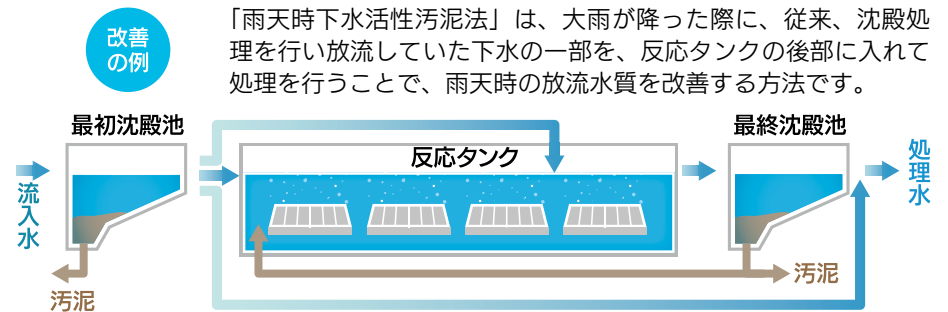 改善
の例
「雨天時下水活性汚泥法」は、大雨が降った際に、従来、沈殿処
理を行い放流していた下水の一部を、反応タンクの後部に入れて
処理を行うことで、雨天時の放流水質を改善する方法です。
最初沈殿池
反応タンク
最終沈殿池
流入水
処理水
汚泥
汚泥